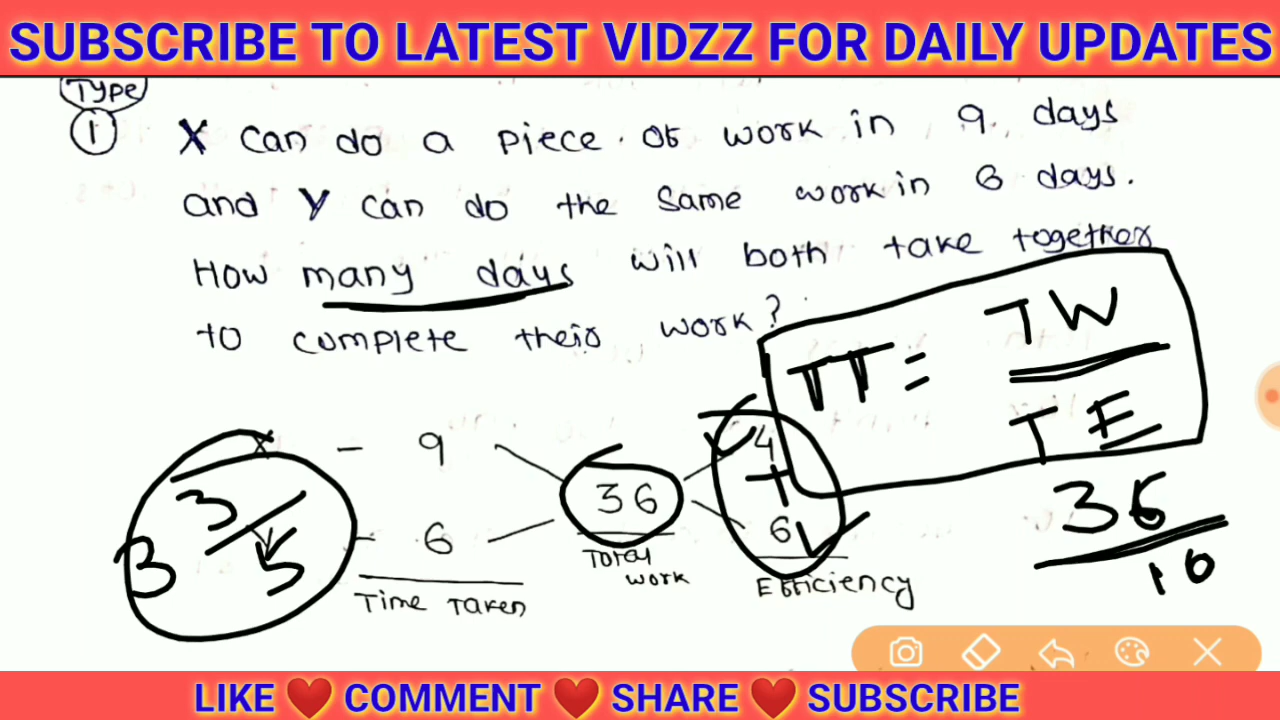 SUBSCRIBE TO LATEST VIDZZ FOR DAILY UPDATES
Type
1
X can do a piece of work in 9 days
and Y can do the same work in 6 days.
How many days will both take together
to complete their work?
TT = TW
TE
X - 9
36
4
+
6
- 6
3 3/5
36
10
Total work
Time Taken
Efficiency
LIKE ❤ COMMENT ❤ SHARE ❤ SUBSCRIBE